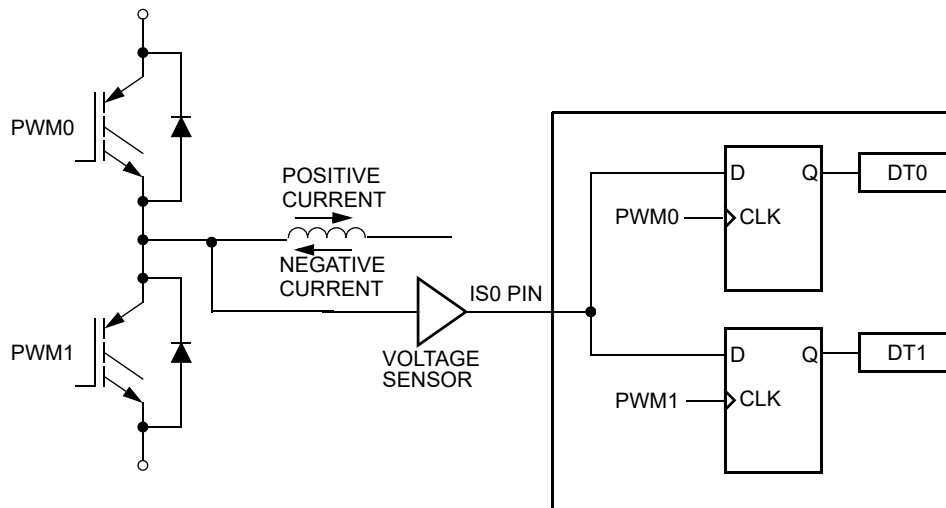 PWM0
POSITIVE
CURRENT
NEGATIVE
CURRENT
PWM1
VOLTAGE
SENSOR
IS0 PIN
D
Q
PWM0
CLK
DT0
D
Q
PWM1
CLK
DT1